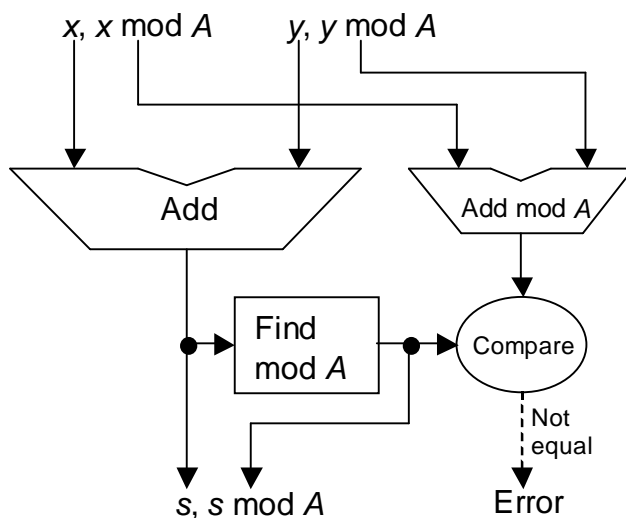 x, x mod A
y, y mod A
Add
Add mod A
Find
mod A
Compare
Not
equal
s, s mod A
Error